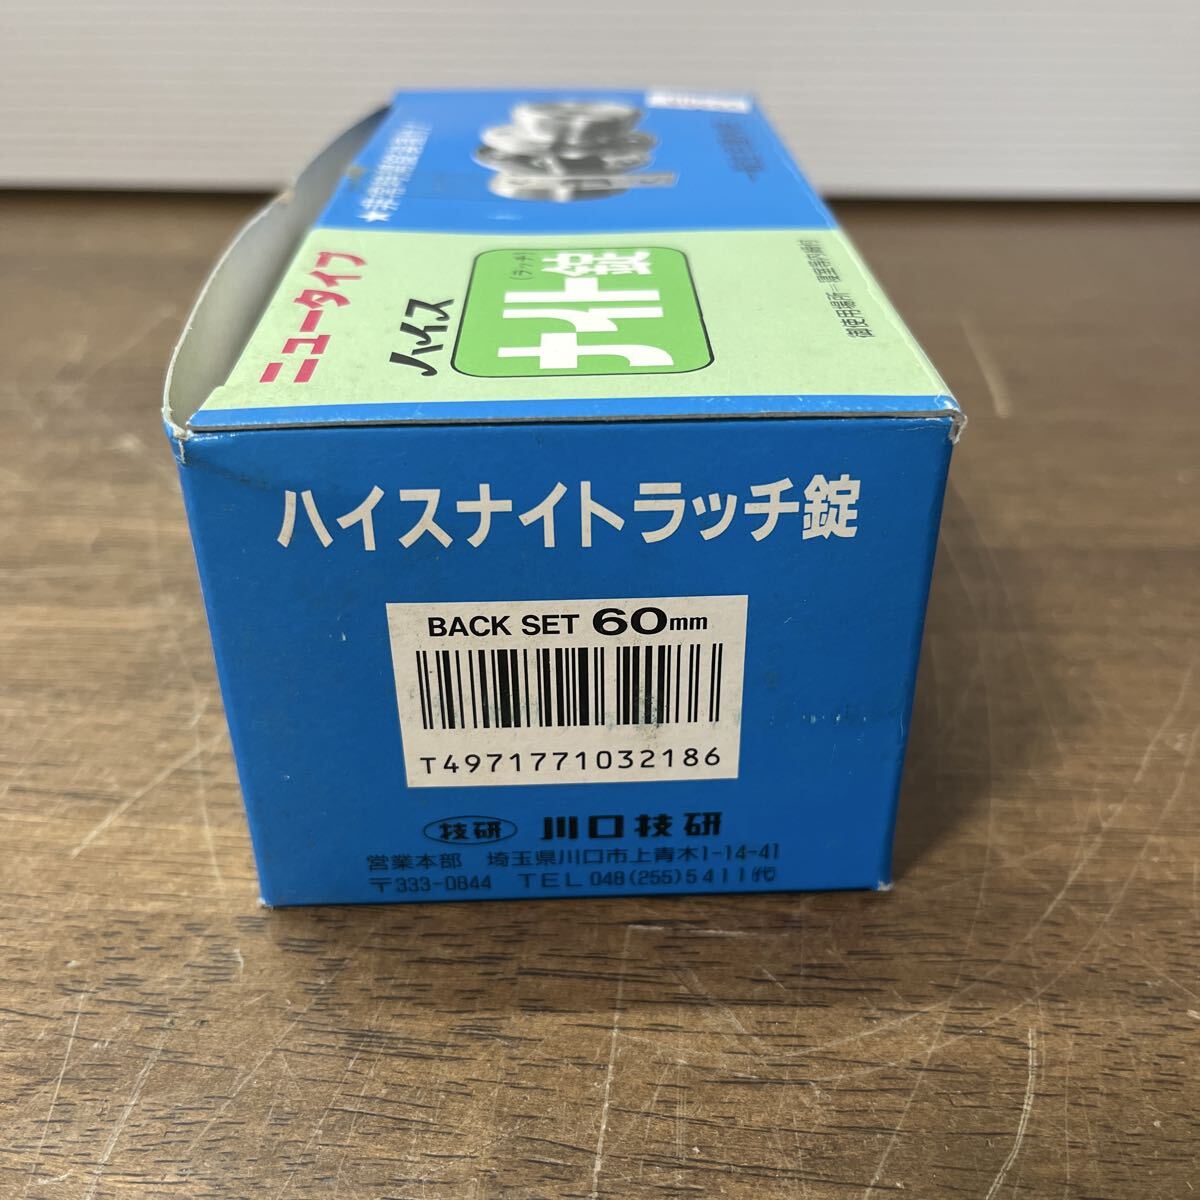 ニュータイプ
ハイス
(ラッチ)
ナイト錠
ハイスナイトラッチ錠
BACK SET 60mm
T4971771032186
技研 川口技研
営業本部 埼玉県川口市上青木1-14-41
〒333-0844 TEL 048(255)5411代